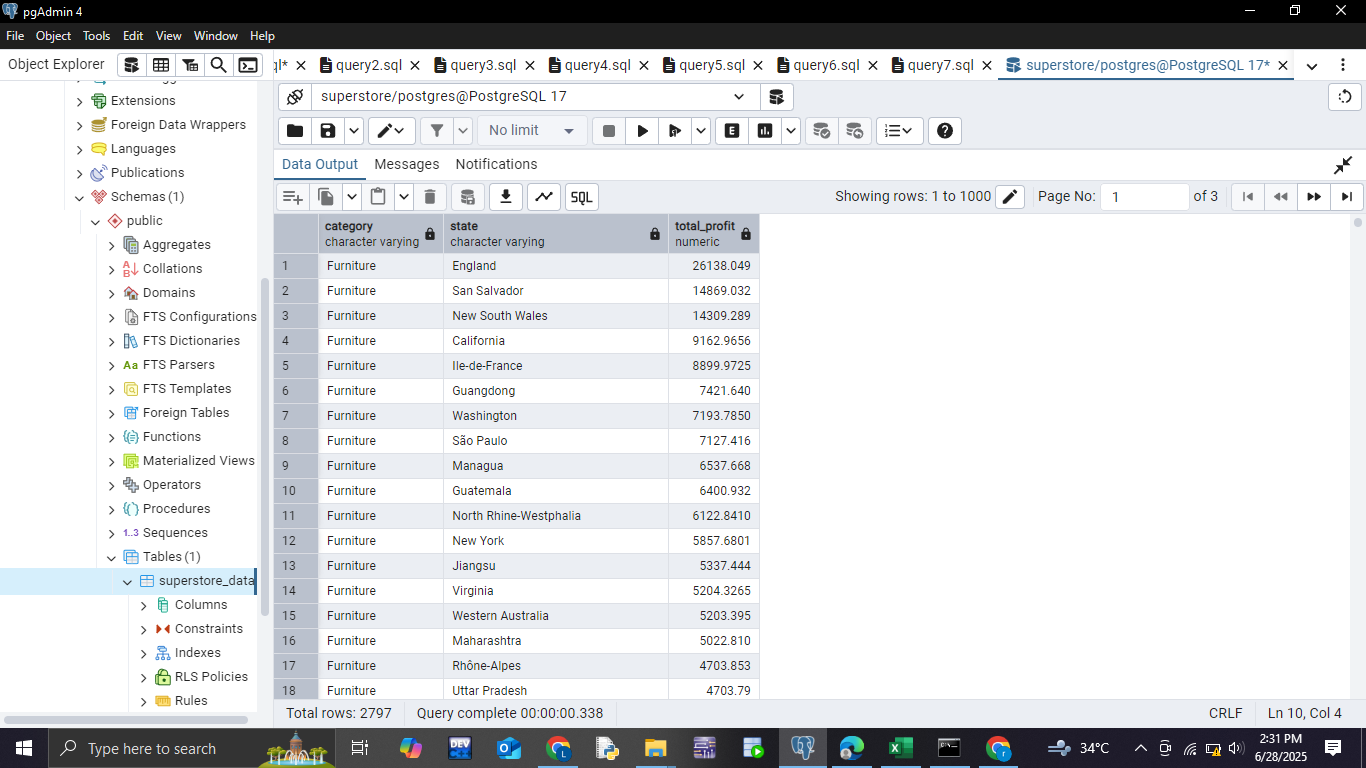 pgAdmin 4
File Object Tools Edit View Window Help
Object Explorer
ql* query2.sql query3.sql query4.sql query5.sql query6.sql query7.sql superstore/postgres@PostgreSQL 17*
superstore/postgres@PostgreSQL 17
No limit
E
Data Output Messages Notifications
SQL
Showing rows: 1 to 1000 Page No: 1 of 3
Extensions
Foreign Data Wrappers
Languages
Publications
Schemas (1)
public
Aggregates
Collations
Domains
FTS Configurations
FTS Dictionaries
Aa FTS Parsers
FTS Templates
Foreign Tables
Functions
Materialized Views
Operators
Procedures
1..3 Sequences
Tables (1)
superstore_data
Columns
Constraints
Indexes
RLS Policies
Rules
category state total_profit
character varying character varying numeric
1 Furniture England 26138.049
2 Furniture San Salvador 14869.032
3 Furniture New South Wales 14309.289
4 Furniture California 9162.9656
5 Furniture Ile-de-France 8899.9725
6 Furniture Guangdong 7421.640
7 Furniture Washington 7193.7850
8 Furniture São Paulo 7127.416
9 Furniture Managua 6537.668
10 Furniture Guatemala 6400.932
11 Furniture North Rhine-Westphalia 6122.8410
12 Furniture New York 5857.6801
13 Furniture Jiangsu 5337.444
14 Furniture Virginia 5204.3265
15 Furniture Western Australia 5203.395
16 Furniture Maharashtra 5022.810
17 Furniture Rhône-Alpes 4703.853
18 Furniture Uttar Pradesh 4703.79
Total rows: 2797 Query complete 00:00:00.338 CRLF Ln 10, Col 4
Type here to search
DEV
34°C
2:31 PM
6/28/2025